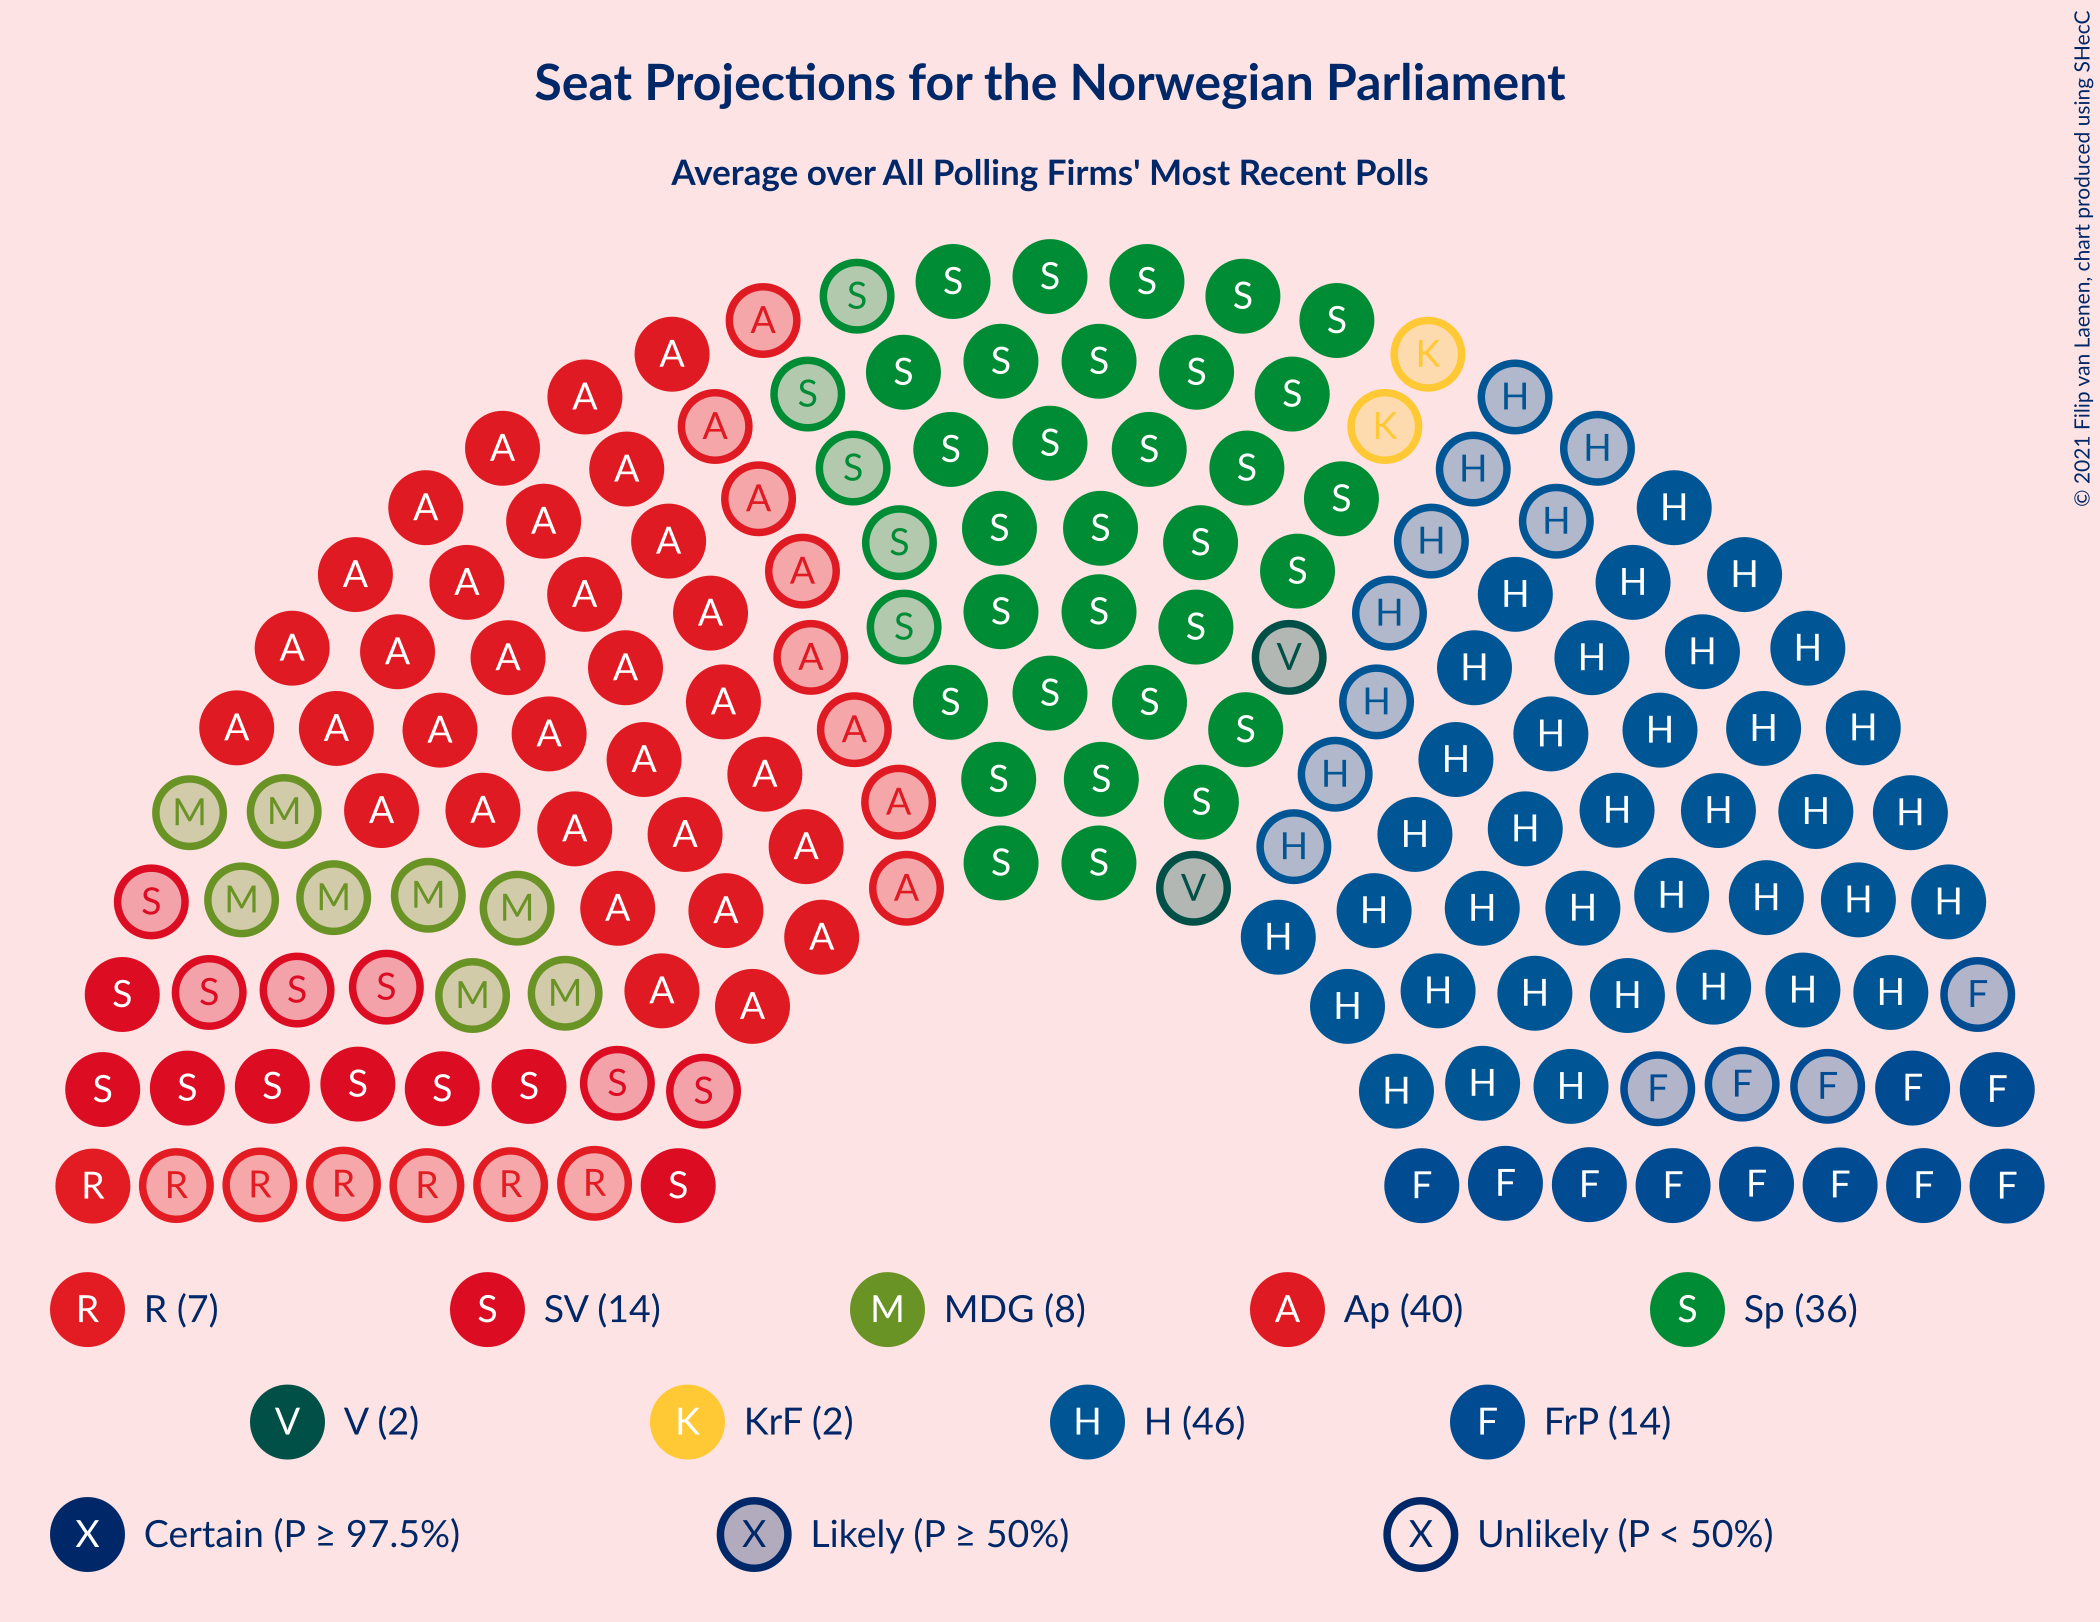 © 2021 Filip van Laenen, chart produced using SHecC
Seat Projections for the Norwegian Parliament
Average over All Polling Firms' Most Recent Polls
S S S S S
A S
A S S S S K
A S S H
A K
A S S S H
A S S H
A A S H
A S S H
A S S H
A A A S H H
A A S S H H
S S
A A A A V H H H
A H
A S S S H
A A A A A S H H H H
A H
A S S H
M M A A A S H H H H
A A H H
A S S H
S M M M M A A A V H H H H H H H
A H
S S S S M M A A H H H H H H H F
S S S S S S S S H H H F F F F F
R R R R R R R S F F F F F F F F
R R (7) S SV (14) M MDG (8) A Ap (40) S Sp (36)
V V (2) K KrF (2) H H (46) F FrP (14)
X Certain (P ≥ 97.5%) X Likely (P ≥ 50%) X Unlikely (P < 50%)